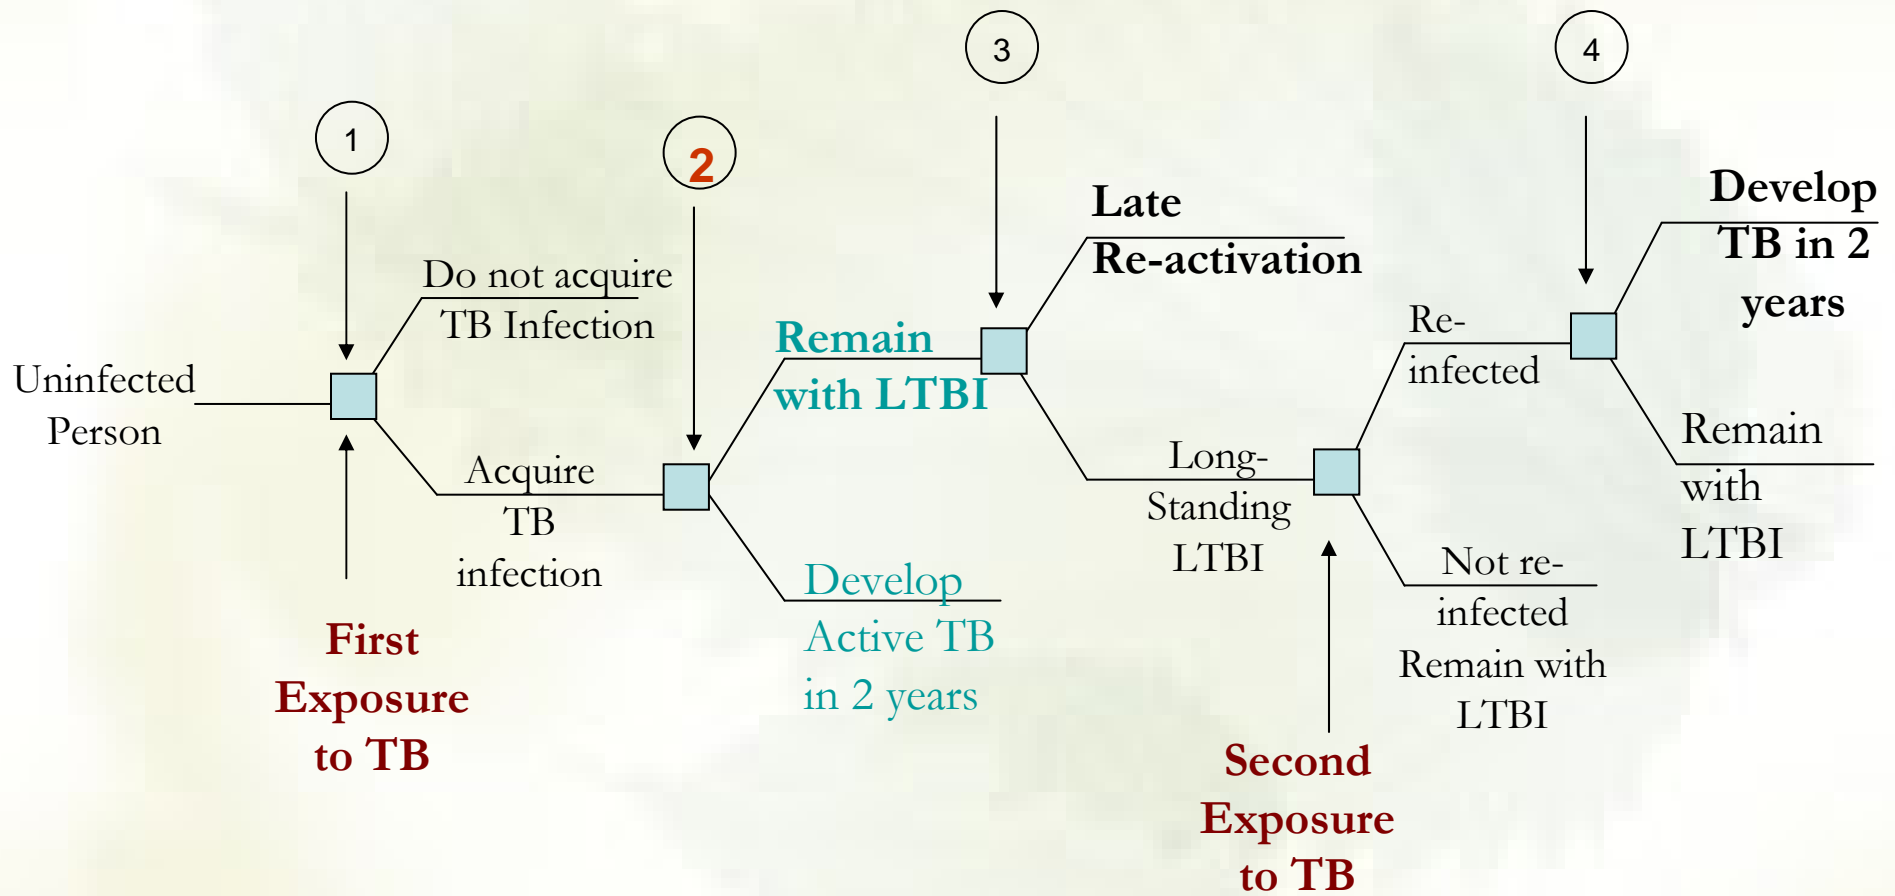 1
2
3
4
Uninfected
Person
Do not acquire
TB Infection
Acquire
TB
infection
First
Exposure
to TB
Remain
with LTBI
Develop
Active TB
in 2 years
Late
Re-activation
Long-
Standing
LTBI
Second
Exposure
to TB
Re-
infected
Not re-
infected
Remain with
LTBI
Develop
TB in 2
years
Remain
with
LTBI